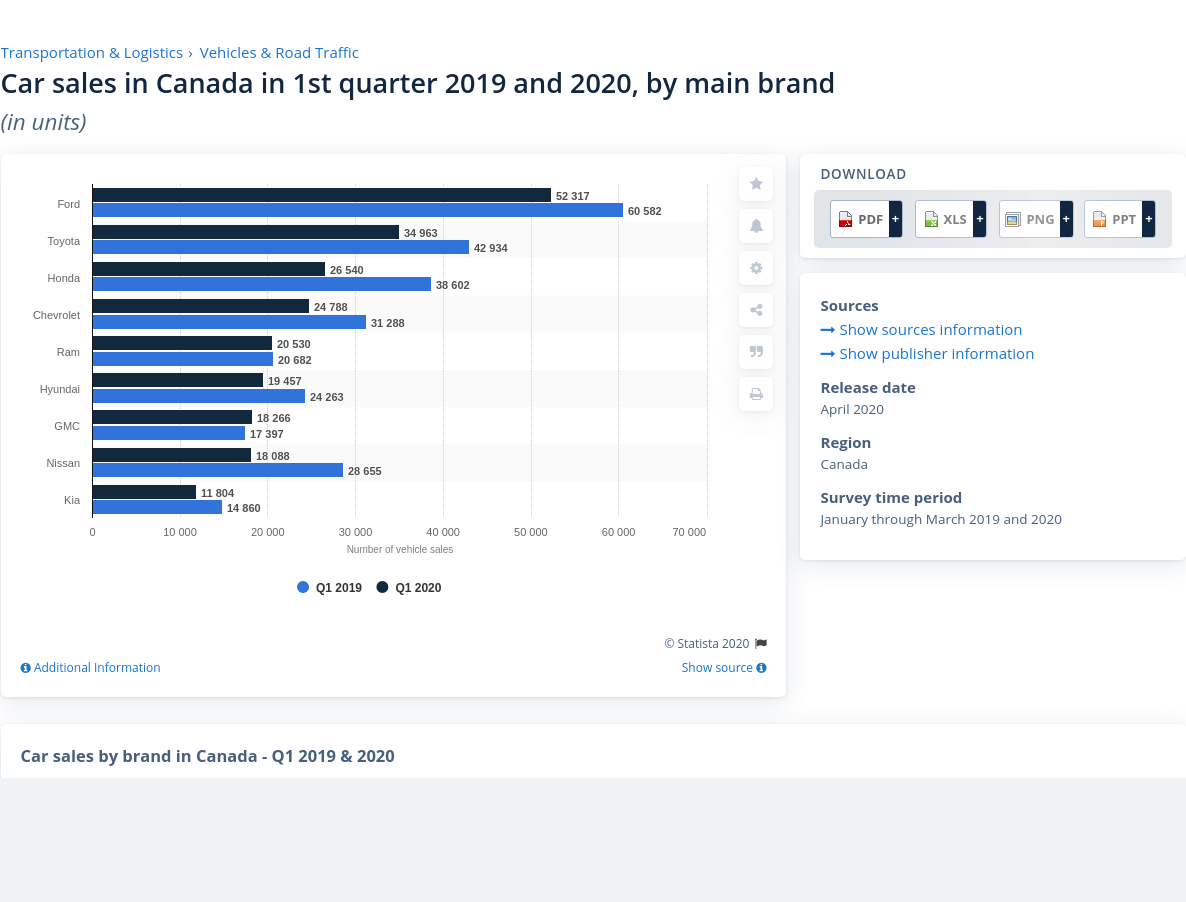 Transportation & Logistics › Vehicles & Road Traffic
Car sales in Canada in 1st quarter 2019 and 2020, by main brand
(in units)
Ford
52 317
60 582
Toyota
34 963
42 934
Honda
26 540
38 602
Chevrolet
24 788
31 288
Ram
20 530
20 682
Hyundai
19 457
24 263
GMC
18 266
17 397
Nissan
18 088
28 655
Kia
11 804
14 860
0 10 000 20 000 30 000 40 000 50 000 60 000 70 000
Number of vehicle sales
Q1 2019 Q1 2020
© Statista 2020
Additional Information
Show source
DOWNLOAD
PDF + XLS + PNG + PPT +
Sources
Show sources information
Show publisher information
Release date
April 2020
Region
Canada
Survey time period
January through March 2019 and 2020
Car sales by brand in Canada - Q1 2019 & 2020